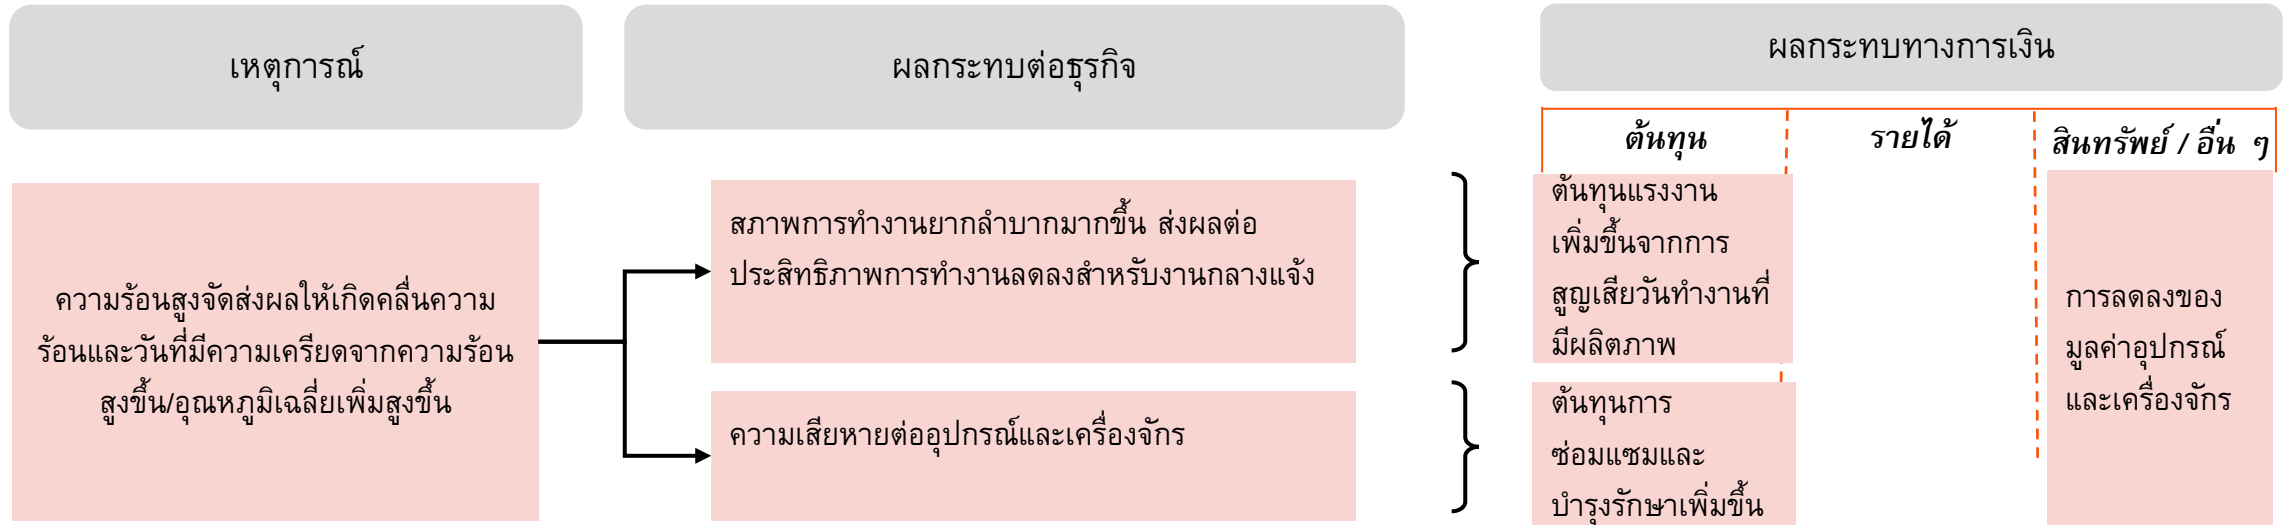 เหตุการณ์
ผลกระทบต่อธุรกิจ
ผลกระทบทางการเงิน
ต้นทุน
รายได้
สินทรัพย์ / อื่น ๆ
ความร้อนสูงจัดส่งผลให้เกิดคลื่นความ
ร้อนและวันที่มีความเครียดจากความร้อน
สูงขึ้น/อุณหภูมิเฉลี่ยเพิ่มสูงขึ้น
สภาพการทำงานยากลำบากมากขึ้น ส่งผลต่อ
ประสิทธิภาพการทำงานลดลงสำหรับงานกลางแจ้ง
ความเสียหายต่ออุปกรณ์และเครื่องจักร
ต้นทุนแรงงาน
เพิ่มขึ้นจากการ
สูญเสียวันทำงานที่
มีผลิตภาพ
ต้นทุนการ
ซ่อมแซมและ
บำรุงรักษาเพิ่มขึ้น
การลดลงของ
มูลค่าอุปกรณ์
และเครื่องจักร